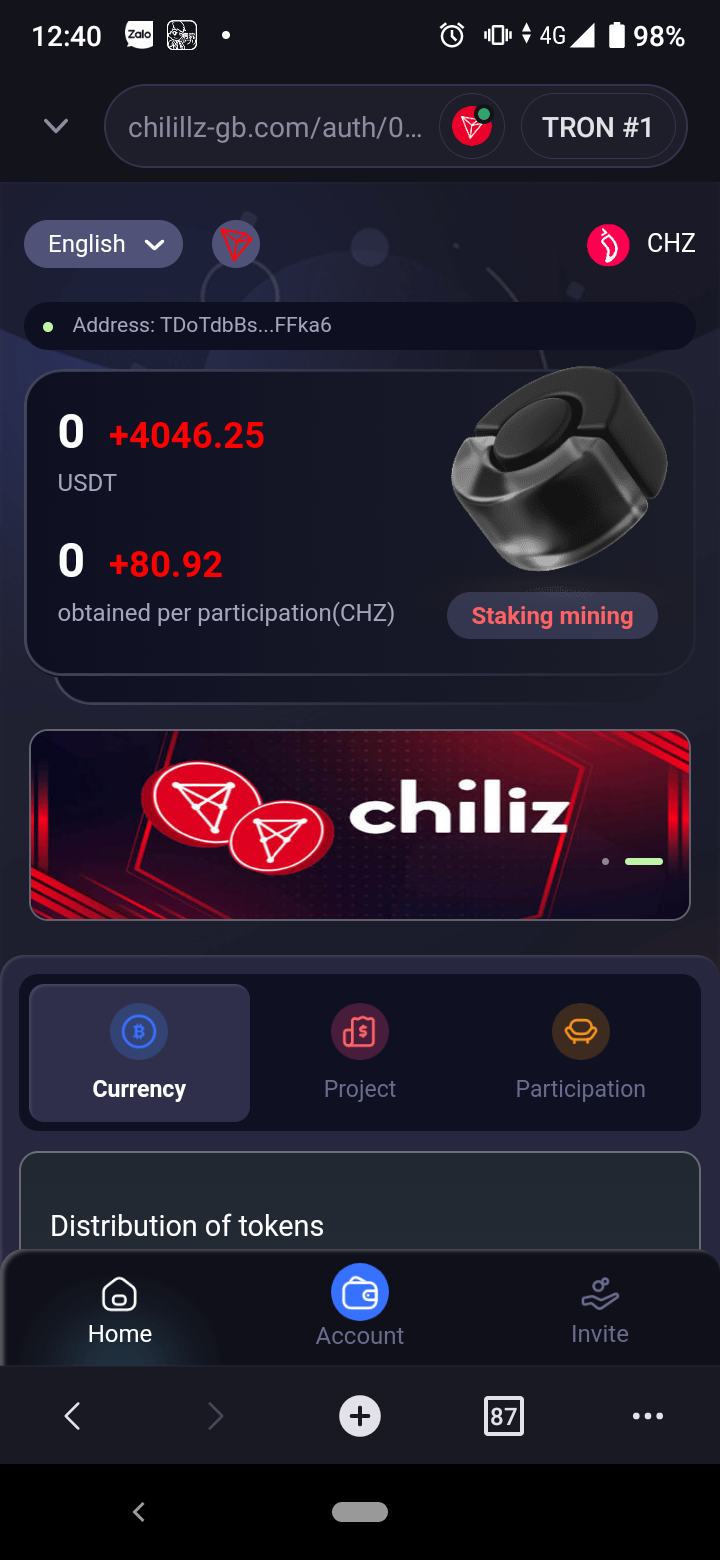 12:40 Zalo 4G 98%
chilillz-gb.com/auth/0... TRON #1
English CHZ
Address: TDoTdbBs...FFka6
0 +4046.25
USDT
0 +80.92
obtained per participation(CHZ)
Staking mining
chiliz
Currency Project Participation
Distribution of tokens
Home Account Invite
87